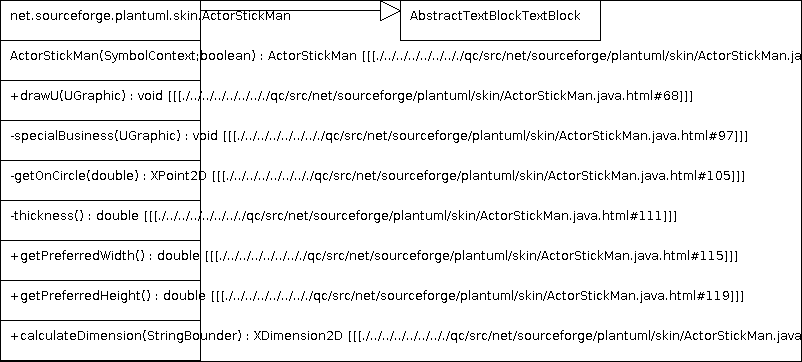 net.sourceforge.plantuml.skin.ActorStickMan
AbstractTextBlockTextBlock
ActorStickMan(SymbolContext;boolean) : ActorStickMan [[[./../../../../../../../qc/src/net/sourceforge/plantuml/skin/ActorStickMan.java
+drawU(UGraphic) : void [[[./../../../../../../../qc/src/net/sourceforge/plantuml/skin/ActorStickMan.java.html#68]]]
-specialBusiness(UGraphic) : void [[[./../../../../../../../qc/src/net/sourceforge/plantuml/skin/ActorStickMan.java.html#97]]]
-getOnCircle(double) : XPoint2D [[[./../../../../../../../qc/src/net/sourceforge/plantuml/skin/ActorStickMan.java.html#105]]]
-thickness() : double [[[./../../../../../../../qc/src/net/sourceforge/plantuml/skin/ActorStickMan.java.html#111]]]
+getPreferredWidth() : double [[[./../../../../../../../qc/src/net/sourceforge/plantuml/skin/ActorStickMan.java.html#115]]]
+getPreferredHeight() : double [[[./../../../../../../../qc/src/net/sourceforge/plantuml/skin/ActorStickMan.java.html#119]]]
+calculateDimension(StringBounder) : XDimension2D [[[./../../../../../../../qc/src/net/sourceforge/plantuml/skin/ActorStickMan.java